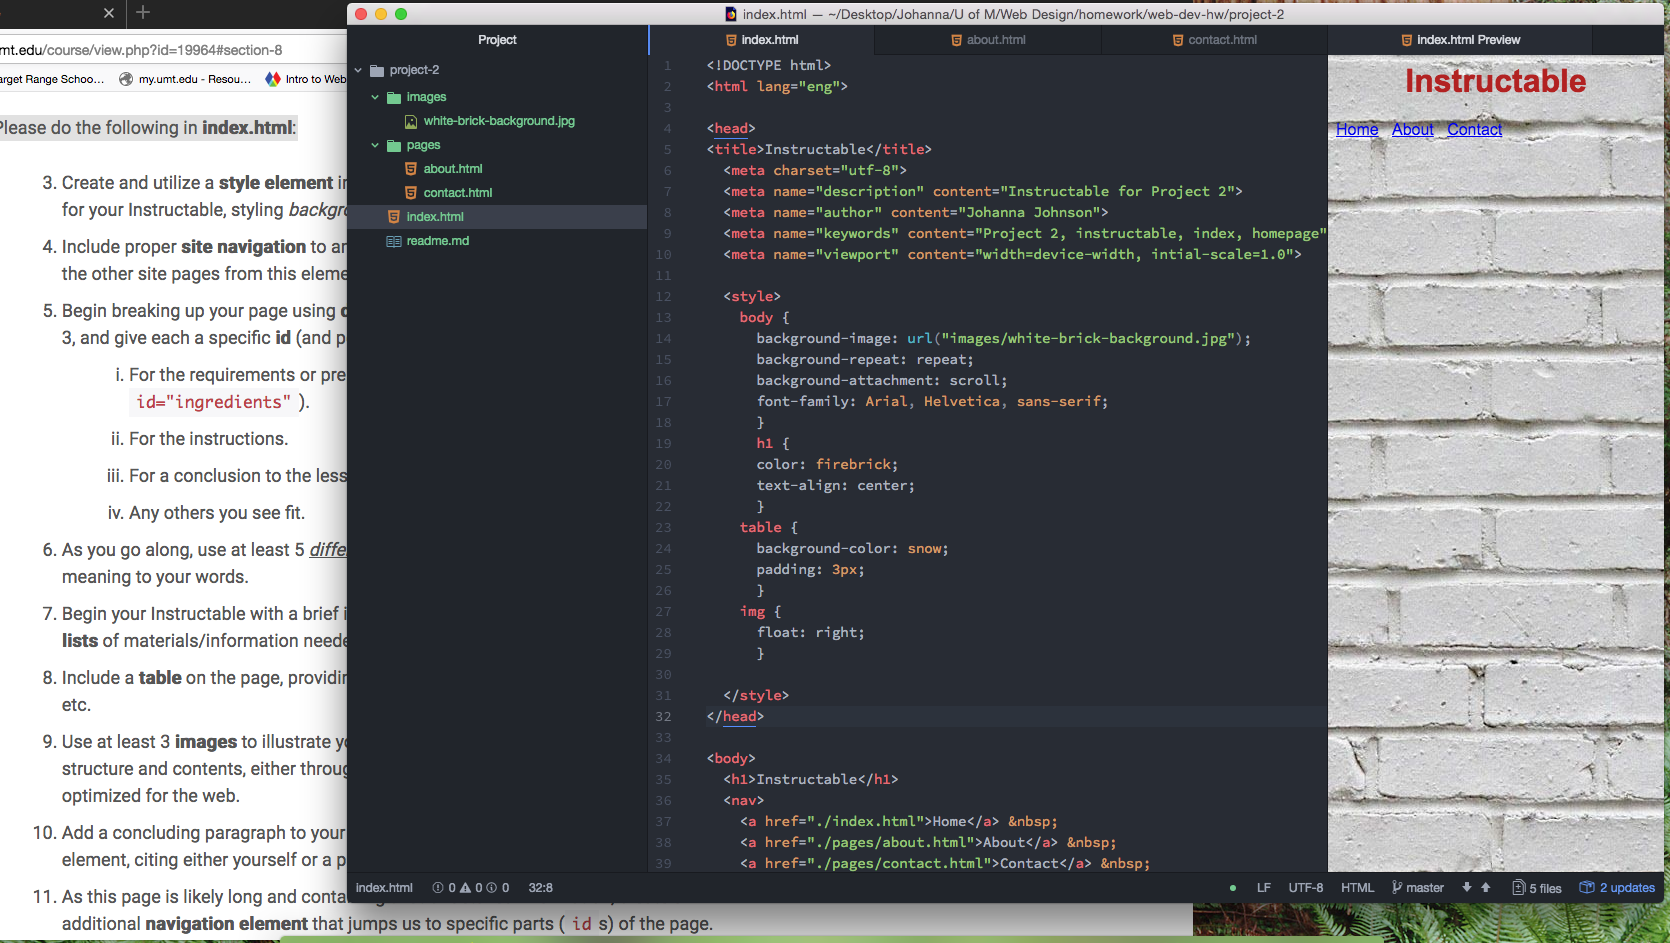 index.html — ~/Desktop/Johanna/U of M/Web Design/homework/web-dev-hw/project-2
mt.edu/course/view.php?id=19964#section-8
arget Range Schoo...
my.umt.edu - Resou...
Intro to Web
Please do the following in index.html:
3. Create and utilize a style element in
for your Instructable, styling backgro
4. Include proper site navigation to an
the other site pages from this eleme
5. Begin breaking up your page using
3, and give each a specific id (and p
i. For the requirements or pre
id="ingredients" ).
ii. For the instructions.
iii. For a conclusion to the less
iv. Any others you see fit.
6. As you go along, use at least 5 diffe
meaning to your words.
7. Begin your Instructable with a brief i
lists of materials/information neede
8. Include a table on the page, providin
etc.
9. Use at least 3 images to illustrate yo
structure and contents, either throug
optimized for the web.
10. Add a concluding paragraph to your
element, citing either yourself or a p
11. As this page is likely long and conta
additional navigation element that jumps us to specific parts ( id s) of the page.
Project
project-2
images
white-brick-background.jpg
pages
about.html
contact.html
index.html
readme.md
index.html
about.html
contact.html
index.html Preview
1 <!DOCTYPE html>
2 <html lang="eng">
3
4 <head>
5 <title>Instructable</title>
6 <meta charset="utf-8">
7 <meta name="description" content="Instructable for Project 2">
8 <meta name="author" content="Johanna Johnson">
9 <meta name="keywords" content="Project 2, instructable, index, homepage"
10 <meta name="viewport" content="width=device-width, intial-scale=1.0">
11
12 <style>
13 body {
14 background-image: url("images/white-brick-background.jpg");
15 background-repeat: repeat;
16 background-attachment: scroll;
17 font-family: Arial, Helvetica, sans-serif;
18 }
19 h1 {
20 color: firebrick;
21 text-align: center;
22 }
23 table {
24 background-color: snow;
25 padding: 3px;
26 }
27 img {
28 float: right;
29 }
30
31 </style>
32 </head>
33
34 <body>
35 <h1>Instructable</h1>
36 <nav>
37 <a href="./index.html">Home</a> &nbsp;
38 <a href="./pages/about.html">About</a> &nbsp;
39 <a href="./pages/contact.html">Contact</a> &nbsp;
Instructable
Home About Contact
index.html 0 0 0 32:8
LF UTF-8 HTML master 5 files 2 updates